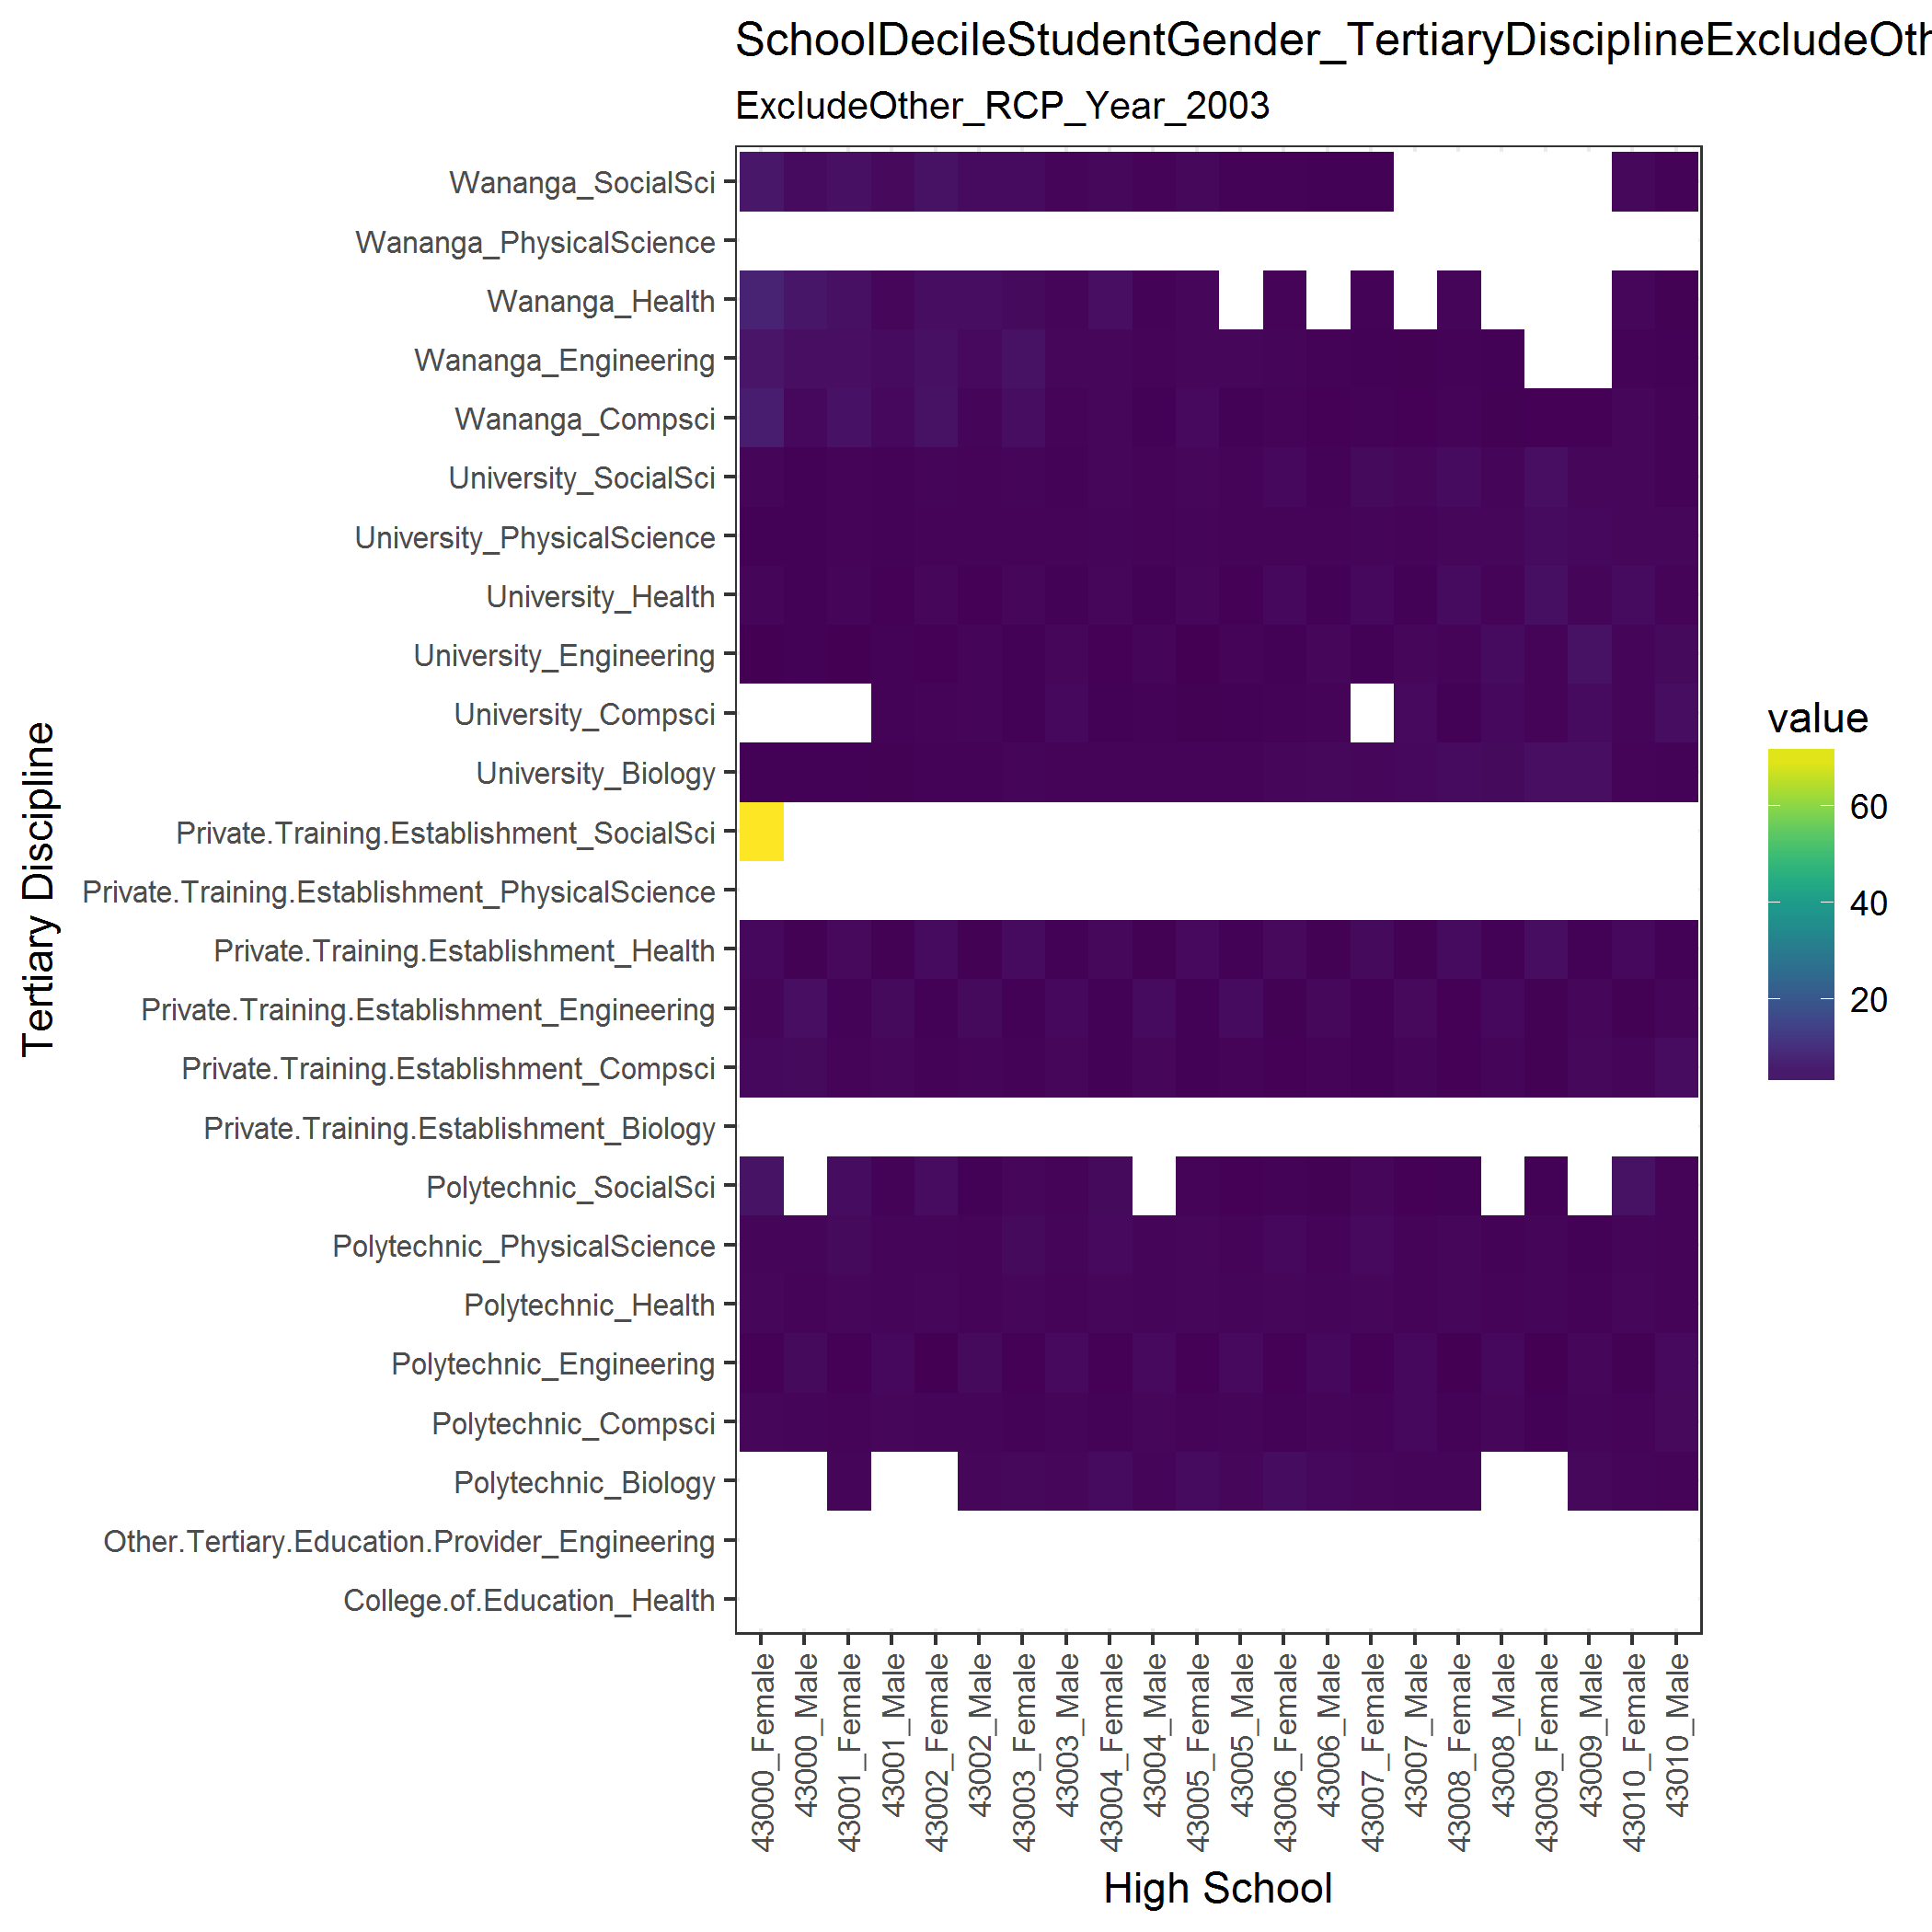 SchoolDecileStudentGender_TertiaryDisciplineExcludeOth
ExcludeOther_RCP_Year_2003
Wananga_SocialSci
Wananga_PhysicalScience
Wananga_Health
Wananga_Engineering
Wananga_Compsci
University_SocialSci
University_PhysicalScience
University_Health
University_Engineering
University_Compsci
University_Biology
Private.Training.Establishment_SocialSci
Private.Training.Establishment_PhysicalScience
Private.Training.Establishment_Health
Private.Training.Establishment_Engineering
Private.Training.Establishment_Compsci
Private.Training.Establishment_Biology
Polytechnic_SocialSci
Polytechnic_PhysicalScience
Polytechnic_Health
Polytechnic_Engineering
Polytechnic_Compsci
Polytechnic_Biology
Other.Tertiary.Education.Provider_Engineering
College.of.Education_Health
Tertiary Discipline
43000_Female
43000_Male
43001_Female
43001_Male
43002_Female
43002_Male
43003_Female
43003_Male
43004_Female
43004_Male
43005_Female
43005_Male
43006_Female
43006_Male
43007_Female
43007_Male
43008_Female
43008_Male
43009_Female
43009_Male
43010_Female
43010_Male
High School
value
60
40
20